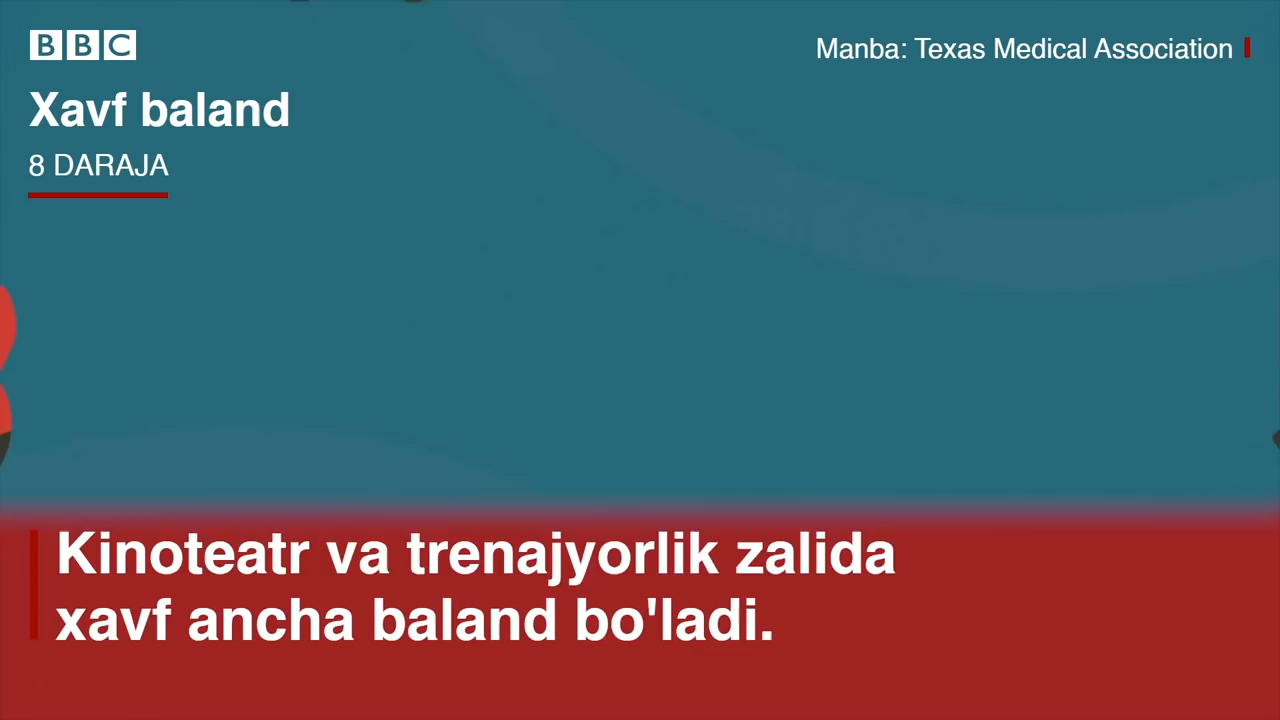 BBC
Manba: Texas Medical Association
Xavf baland
8 DARAJA
Kinoteatr va trenajyorlik zalida
xavf ancha baland bo'ladi.